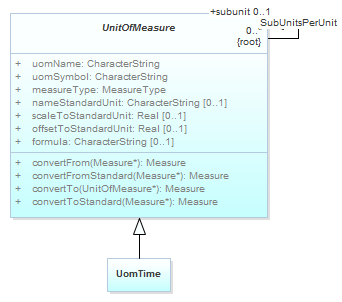 +subunit 0..1
UnitOfMeasure
SubUnitsPerUnit
0..*
{root}
+ uomName: CharacterString
+ uomSymbol: CharacterString
+ measureType: MeasureType
+ nameStandardUnit: CharacterString [0..1]
+ scaleToStandardUnit: Real [0..1]
+ offsetToStandardUnit: Real [0..1]
+ formula: CharacterString [0..1]
+ convertFrom(Measure*): Measure
+ convertFromStandard(Measure*): Measure
+ convertTo(UnitOfMeasure*): Measure
+ convertToStandard(Measure*): Measure
UomTime